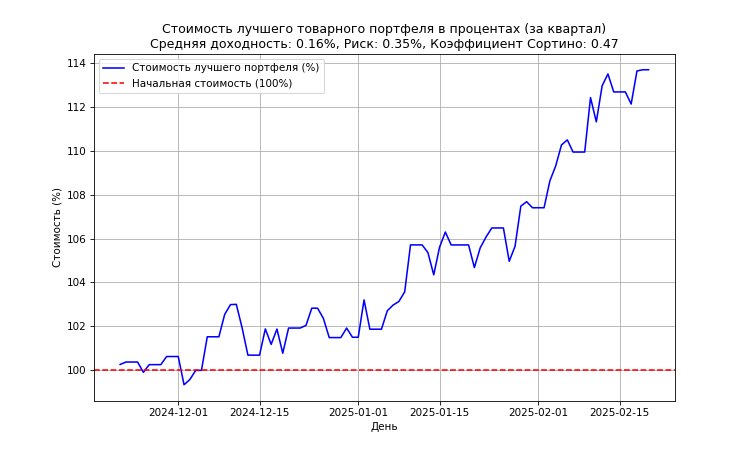 Стоимость лучшего товарного портфеля в процентах (за квартал)
Средняя доходность: 0.16%, Риск: 0.35%, Коэффициент Сортино: 0.47
Стоимость лучшего портфеля (%)
Начальная стоимость (100%)
Стоимость (%)
114
112
110
108
106
104
102
100
2024-12-01
2024-12-15
2025-01-01
2025-01-15
2025-02-01
2025-02-15
День